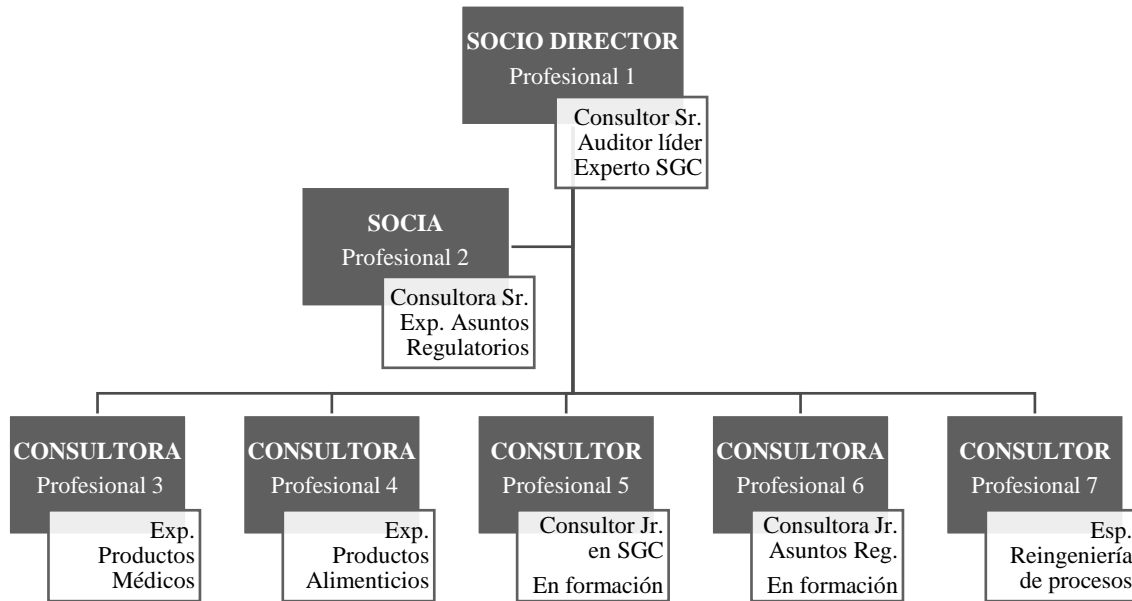 SOCIO DIRECTOR
Profesional 1
Consultor Sr.
Auditor líder
Experto SGC
SOCIA
Profesional 2
Consultora Sr.
Exp. Asuntos
Regulatorios
CONSULTORA
Profesional 3
Exp.
Productos
Médicos
CONSULTORA
Profesional 4
Exp.
Productos
Alimenticios
CONSULTOR
Profesional 5
Consultor Jr.
en SGC
En formación
CONSULTORA
Profesional 6
Consultora Jr.
Asuntos Reg.
En formación
CONSULTOR
Profesional 7
Esp.
Reingeniería
de procesos